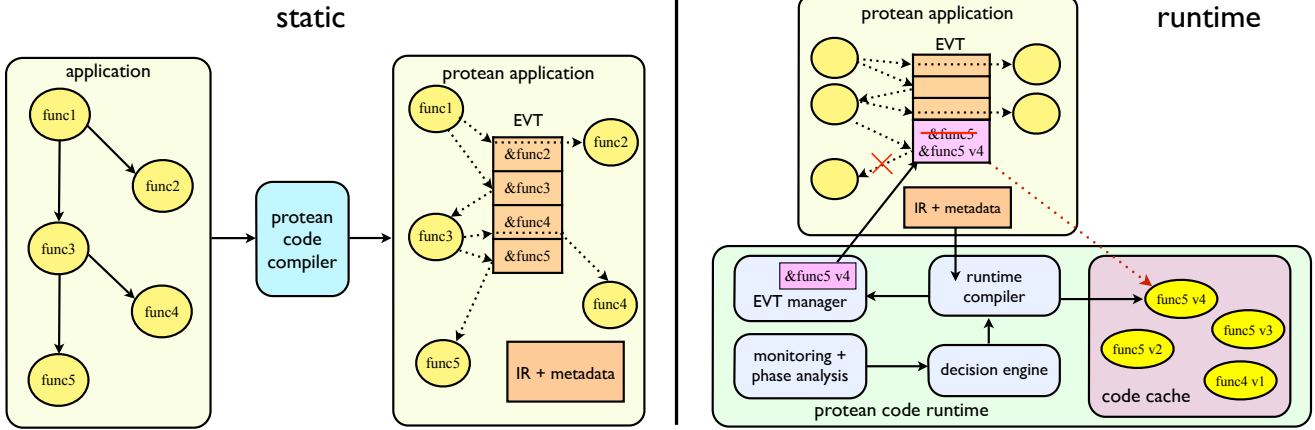 static
application
func1
func2
func3
func4
func5
protean
code
compiler
protean application
func1
EVT
func2
&func2
&func3
func3
&func4
&func5
func4
func5
IR + metadata
runtime
protean application
EVT
&func5
&func5 v4
IR + metadata
&func5 v4
EVT manager
runtime
compiler
monitoring +
phase analysis
decision engine
protean code runtime
func5 v4
func5 v3
func5 v2
func4 v1
code cache